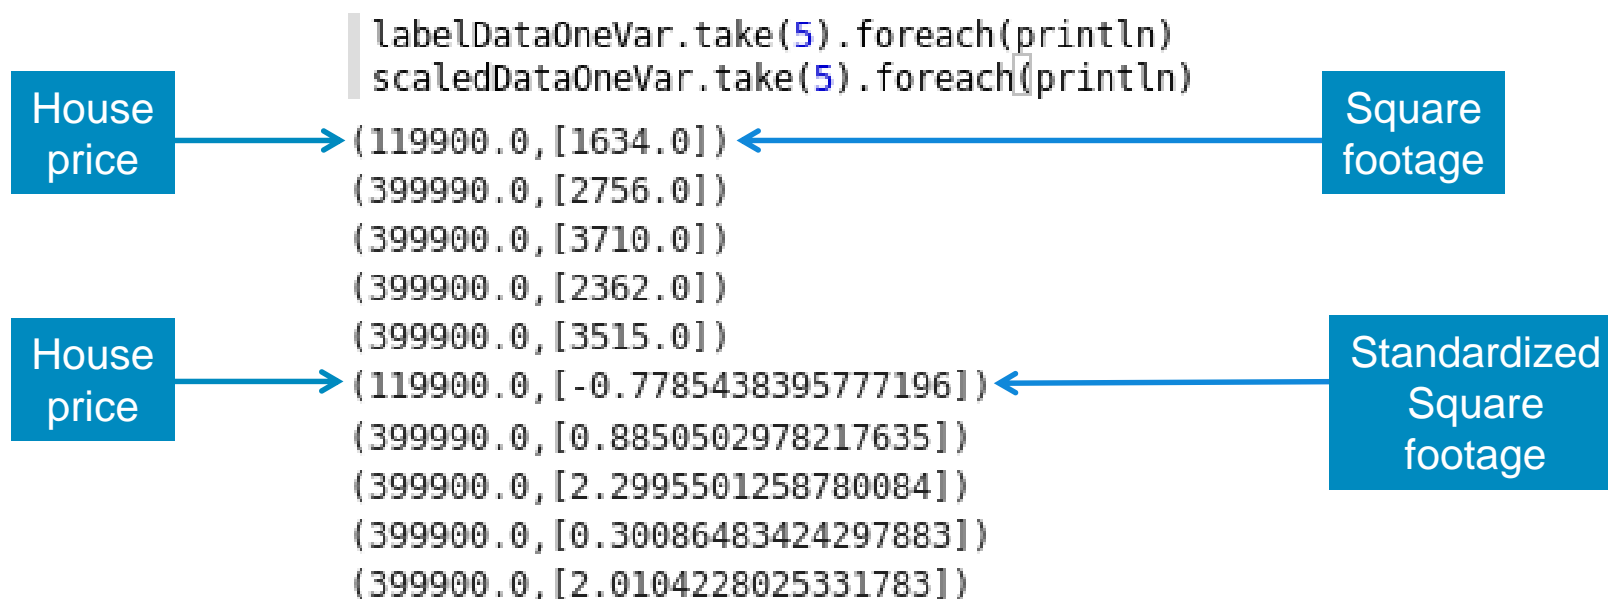 labelDataOneVar.take(5).foreach(println)
scaledDataOneVar.take(5).foreach(println)
House
price
Square
footage
(119900.0,[1634.0])
(399990.0,[2756.0])
(399900.0,[3710.0])
(399900.0,[2362.0])
(399900.0,[3515.0])
House
price
Standardized
Square
footage
(119900.0,[-0.7785438395777196])
(399990.0,[0.8850502978217635])
(399900.0,[2.2995501258780084])
(399900.0,[0.30086483424297883])
(399900.0,[2.0104228025331783])